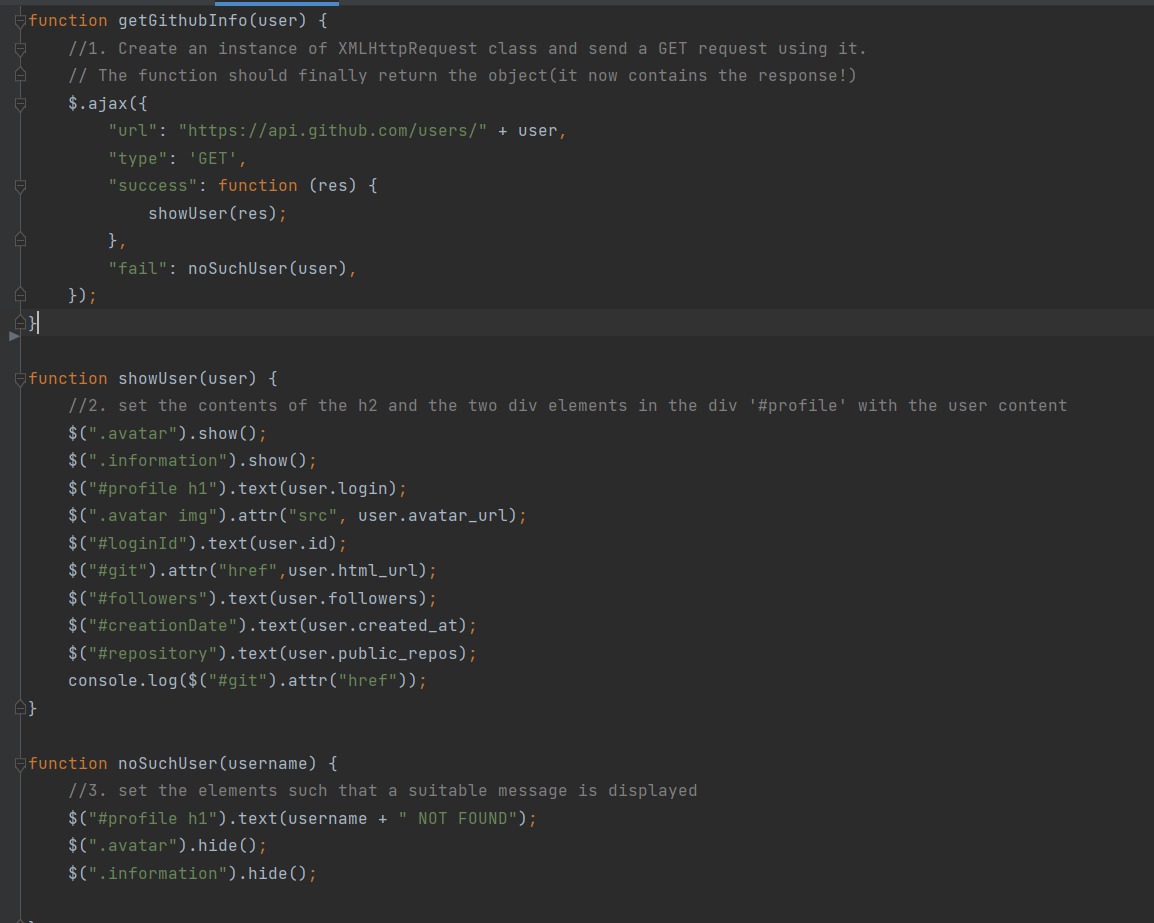 function getGithubInfo(user) {
    //1. Create an instance of XMLHttpRequest class and send a GET request using it.
    // The function should finally return the object(it now contains the response!)
    $.ajax({
        "url": "https://api.github.com/users/" + user,
        "type": 'GET',
        "success": function (res) {
            showUser(res);
        },
        "fail": noSuchUser(user),
    });
}

function showUser(user) {
    //2. set the contents of the h2 and the two div elements in the div '#profile' with the user content
    $(".avatar").show();
    $(".information").show();
    $("#profile h1").text(user.login);
    $(".avatar img").attr("src", user.avatar_url);
    $("#loginId").text(user.id);
    $("#git").attr("href",user.html_url);
    $("#followers").text(user.followers);
    $("#creationDate").text(user.created_at);
    $("#repository").text(user.public_repos);
    console.log($("#git").attr("href"));
}

function noSuchUser(username) {
    //3. set the elements such that a suitable message is displayed
    $("#profile h1").text(username + " NOT FOUND");
    $(".avatar").hide();
    $(".information").hide();